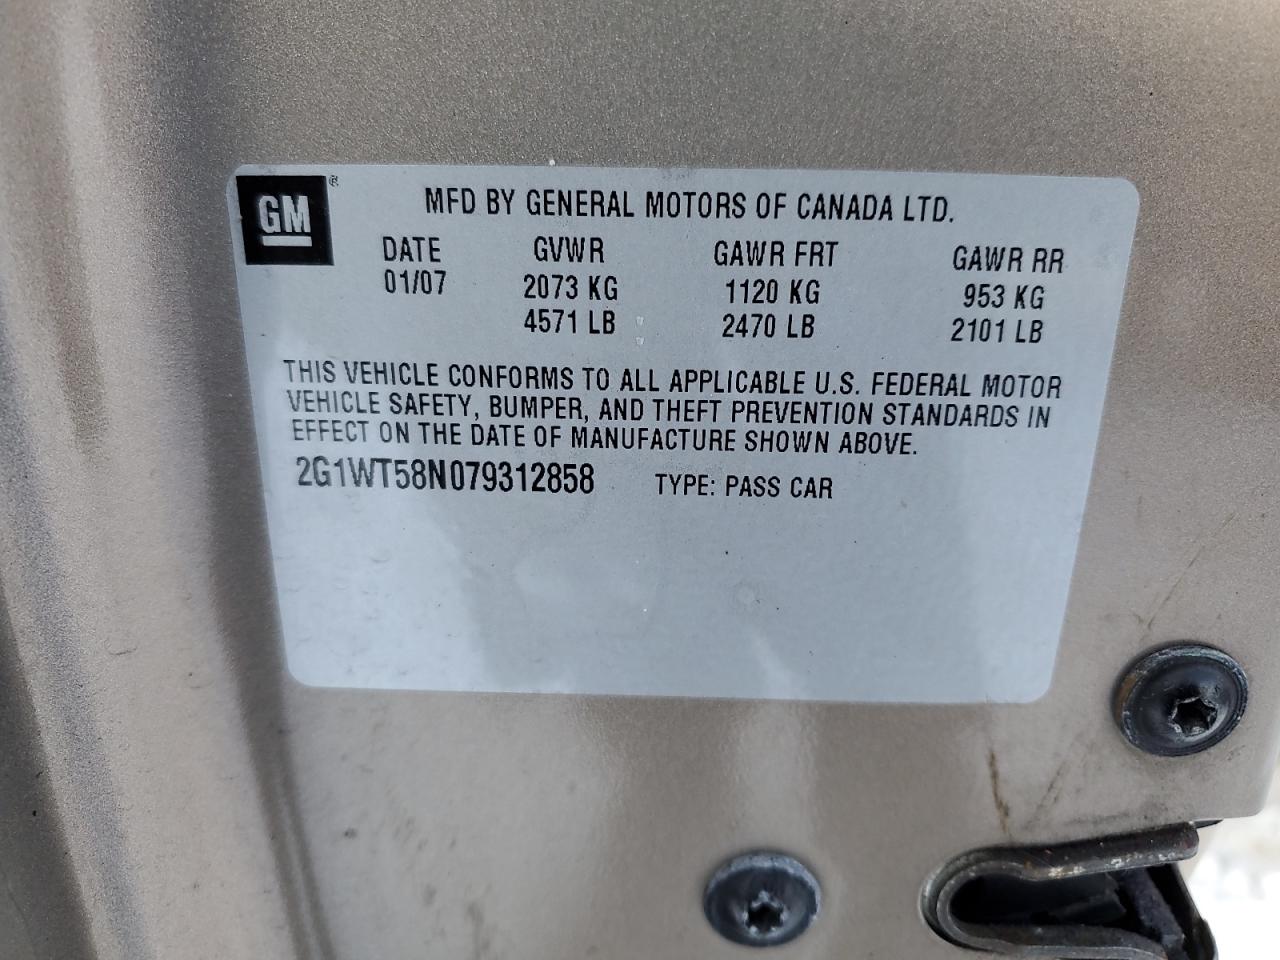 GM®
MFD BY GENERAL MOTORS OF CANADA LTD.
DATE GVWR GAWR FRT GAWR RR
01/07 2073 KG 1120 KG 953 KG
4571 LB 2470 LB 2101 LB
THIS VEHICLE CONFORMS TO ALL APPLICABLE U.S. FEDERAL MOTOR
VEHICLE SAFETY, BUMPER, AND THEFT PREVENTION STANDARDS IN
EFFECT ON THE DATE OF MANUFACTURE SHOWN ABOVE.
2G1WT58N079312858 TYPE: PASS CAR